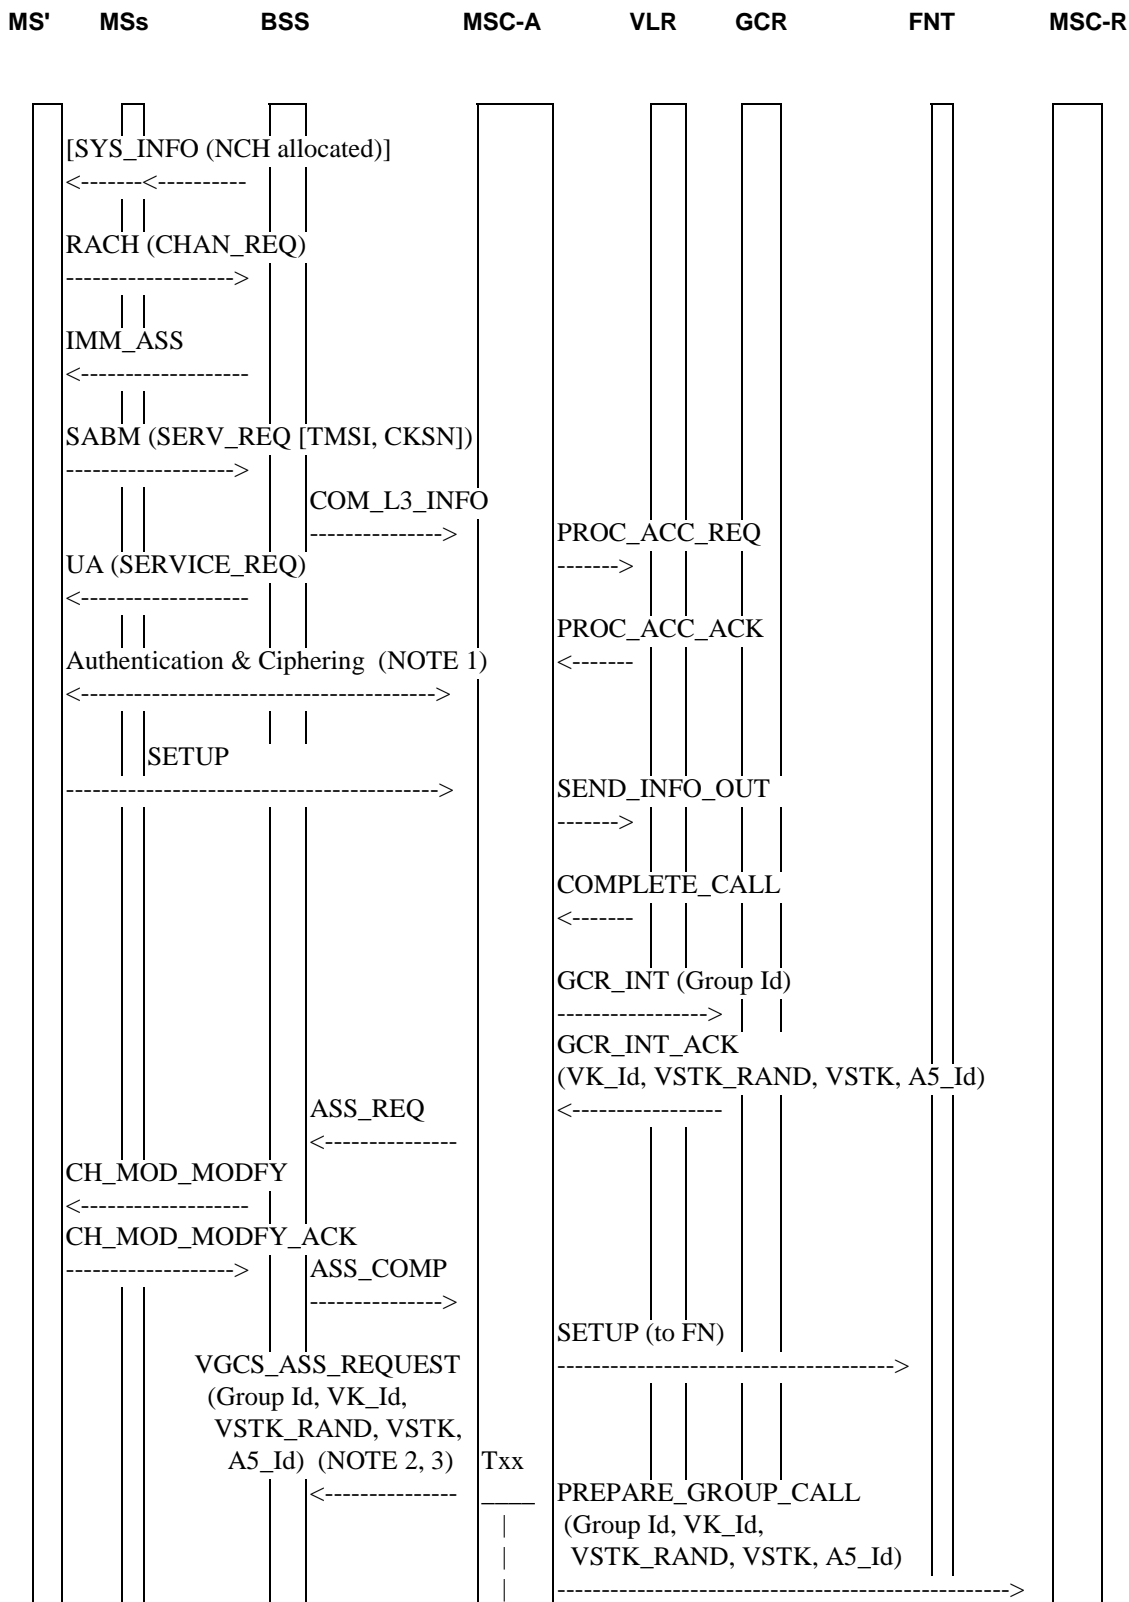 MS' MSs BSS MSC-A VLR GCR FNT MSC-R
[SYS_INFO (NCH allocated)]
<-------<----------
RACH (CHAN_REQ)
------------------->
IMM_ASS
<-------------------
SABM (SERV_REQ [TMSI, CKSN])
------------------->
COM_L3_INFO
---------------> PROC_ACC_REQ
UA (SERVICE_REQ) ------->
<-------------------
PROC_ACC_ACK
Authentication & Ciphering (NOTE 1) <-------
<---------------------------------------->
SETUP
------------------------------------------> SEND_INFO_OUT
------->
COMPLETE_CALL
<-------
GCR_INT (Group Id)
----------------->
GCR_INT_ACK
(VK_Id, VSTK_RAND, VSTK, A5_Id)
ASS_REQ <-----------------
<---------------
CH_MOD_MODFY
<-------------------
CH_MOD_MODFY_ACK
-------------------> ASS_COMP
--------------->
SETUP (to FN)
VGCS_ASS_REQUEST -------------------------------------->
(Group Id, VK_Id,
VSTK_RAND, VSTK,
A5_Id) (NOTE 2, 3) Txx
<--------------- ____ PREPARE_GROUP_CALL
| (Group Id, VK_Id,
| VSTK_RAND, VSTK, A5_Id)
| --------------------------------------------------->